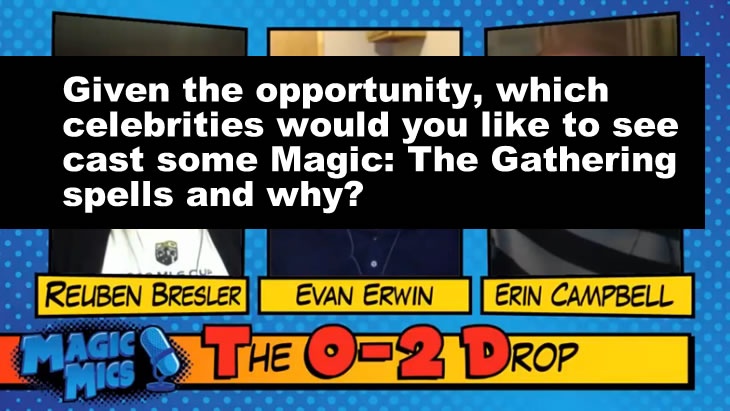 Given the opportunity, which
celebrities would you like to see
cast some Magic: The Gathering
spells and why?
REUBEN BRESLER
EVAN ERWIN
ERIN CAMPBELL
MAGIC
MICS
THE 0-2 DROP